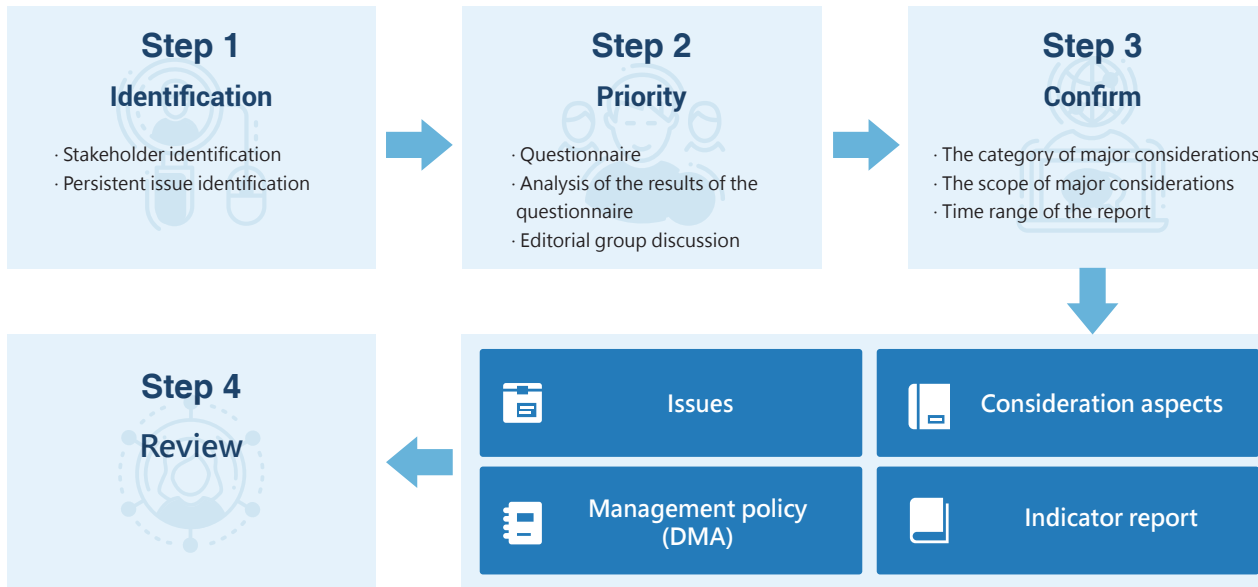 Step 1
Identification
· Stakeholder identification
· Persistent issue identification
Step 2
Priority
· Questionnaire
· Analysis of the results of the
questionnaire
· Editorial group discussion
Step 3
Confirm
· The category of major considerations
· The scope of major considerations
· Time range of the report
Step 4
Review
Issues
Consideration aspects
Management policy
(DMA)
Indicator report